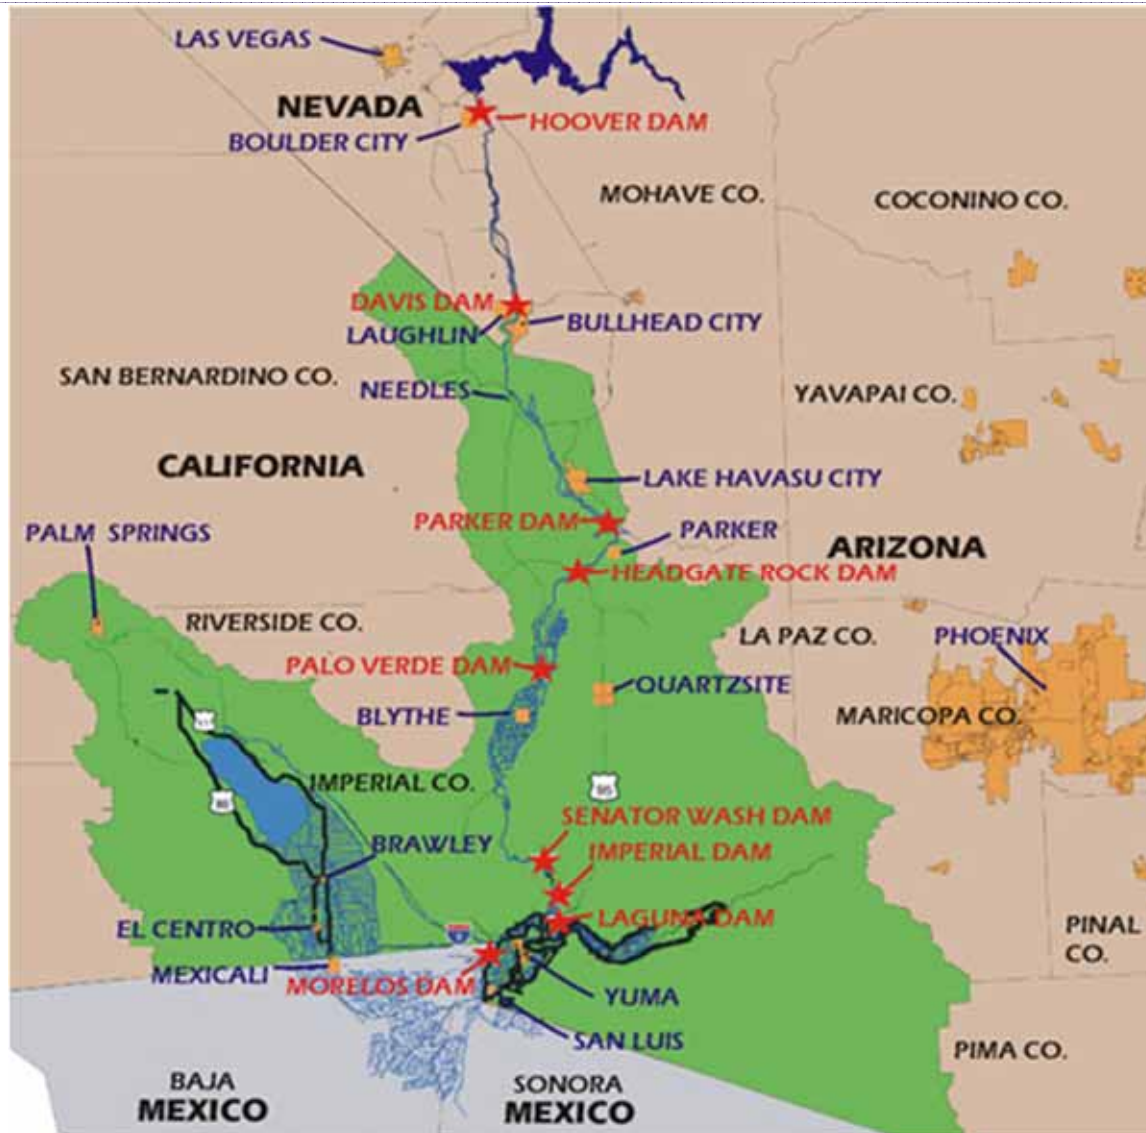 LAS VEGAS
NEVADA
HOOVER DAM
BOULDER CITY
MOHAVE CO.
COCONINO CO.
DAVIS DAM
BULLHEAD CITY
LAUGHLIN
SAN BERNARDINO CO.
NEEDLES
YAVAPAI CO.
CALIFORNIA
LAKE HAVASU CITY
PARKER DAM
PARKER
PALM SPRINGS
ARIZONA
HEADGATE ROCK DAM
RIVERSIDE CO.
LA PAZ CO.
PHOENIX
PALO VERDE DAM
QUARTZSITE
BLYTHE
MARICOPA CO.
IMPERIAL CO.
95
86
SENATOR WASH DAM
BRAWLEY
IMPERIAL DAM
LAGUNA DAM
EL CENTRO
PINAL
CO.
MEXICALI
MORELOS DAM
YUMA
SAN LUIS
PIMA CO.
BAJA
MEXICO
SONORA
MEXICO